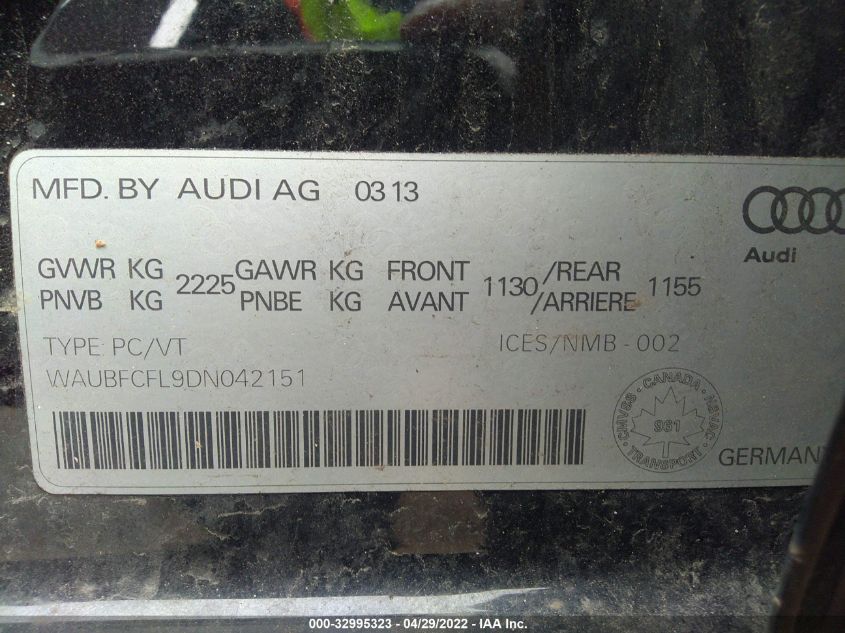 MFD. BY AUDI AG 03 13
Audi
GVWR KG 2225 GAWR KG FRONT 1130 /REAR 1155
PNVB KG PNBE KG AVANT /ARRIERE
TYPE: PC/VT ICES/NMB - 002
WAUBFCFL9DN042151
CANADA
CMVSS NSVAC
961
TRANSPORT
GERMANY
000-32995323 - 04/29/2022 - IAA Inc.